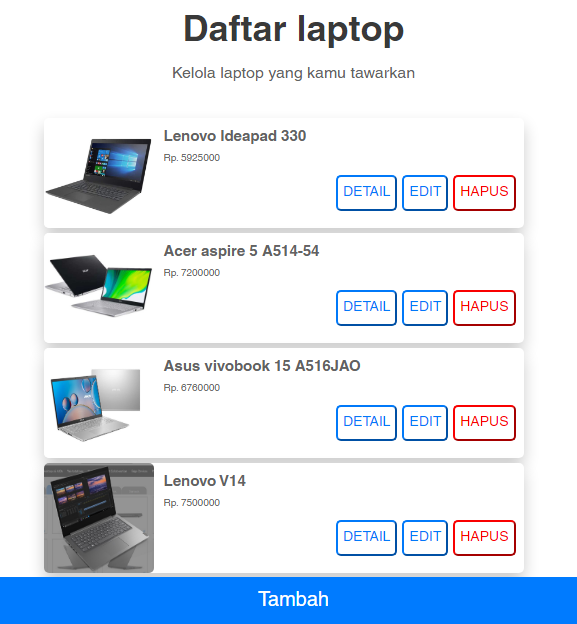 Daftar laptop
Kelola laptop yang kamu tawarkan
Lenovo Ideapad 330
Rp. 5925000
DETAIL EDIT HAPUS
Acer aspire 5 A514-54
Rp. 7200000
DETAIL EDIT HAPUS
Asus vivobook 15 A516JAO
Rp. 6760000
DETAIL EDIT HAPUS
Lenovo V14
Rp. 7500000
DETAIL EDIT HAPUS
Tambah